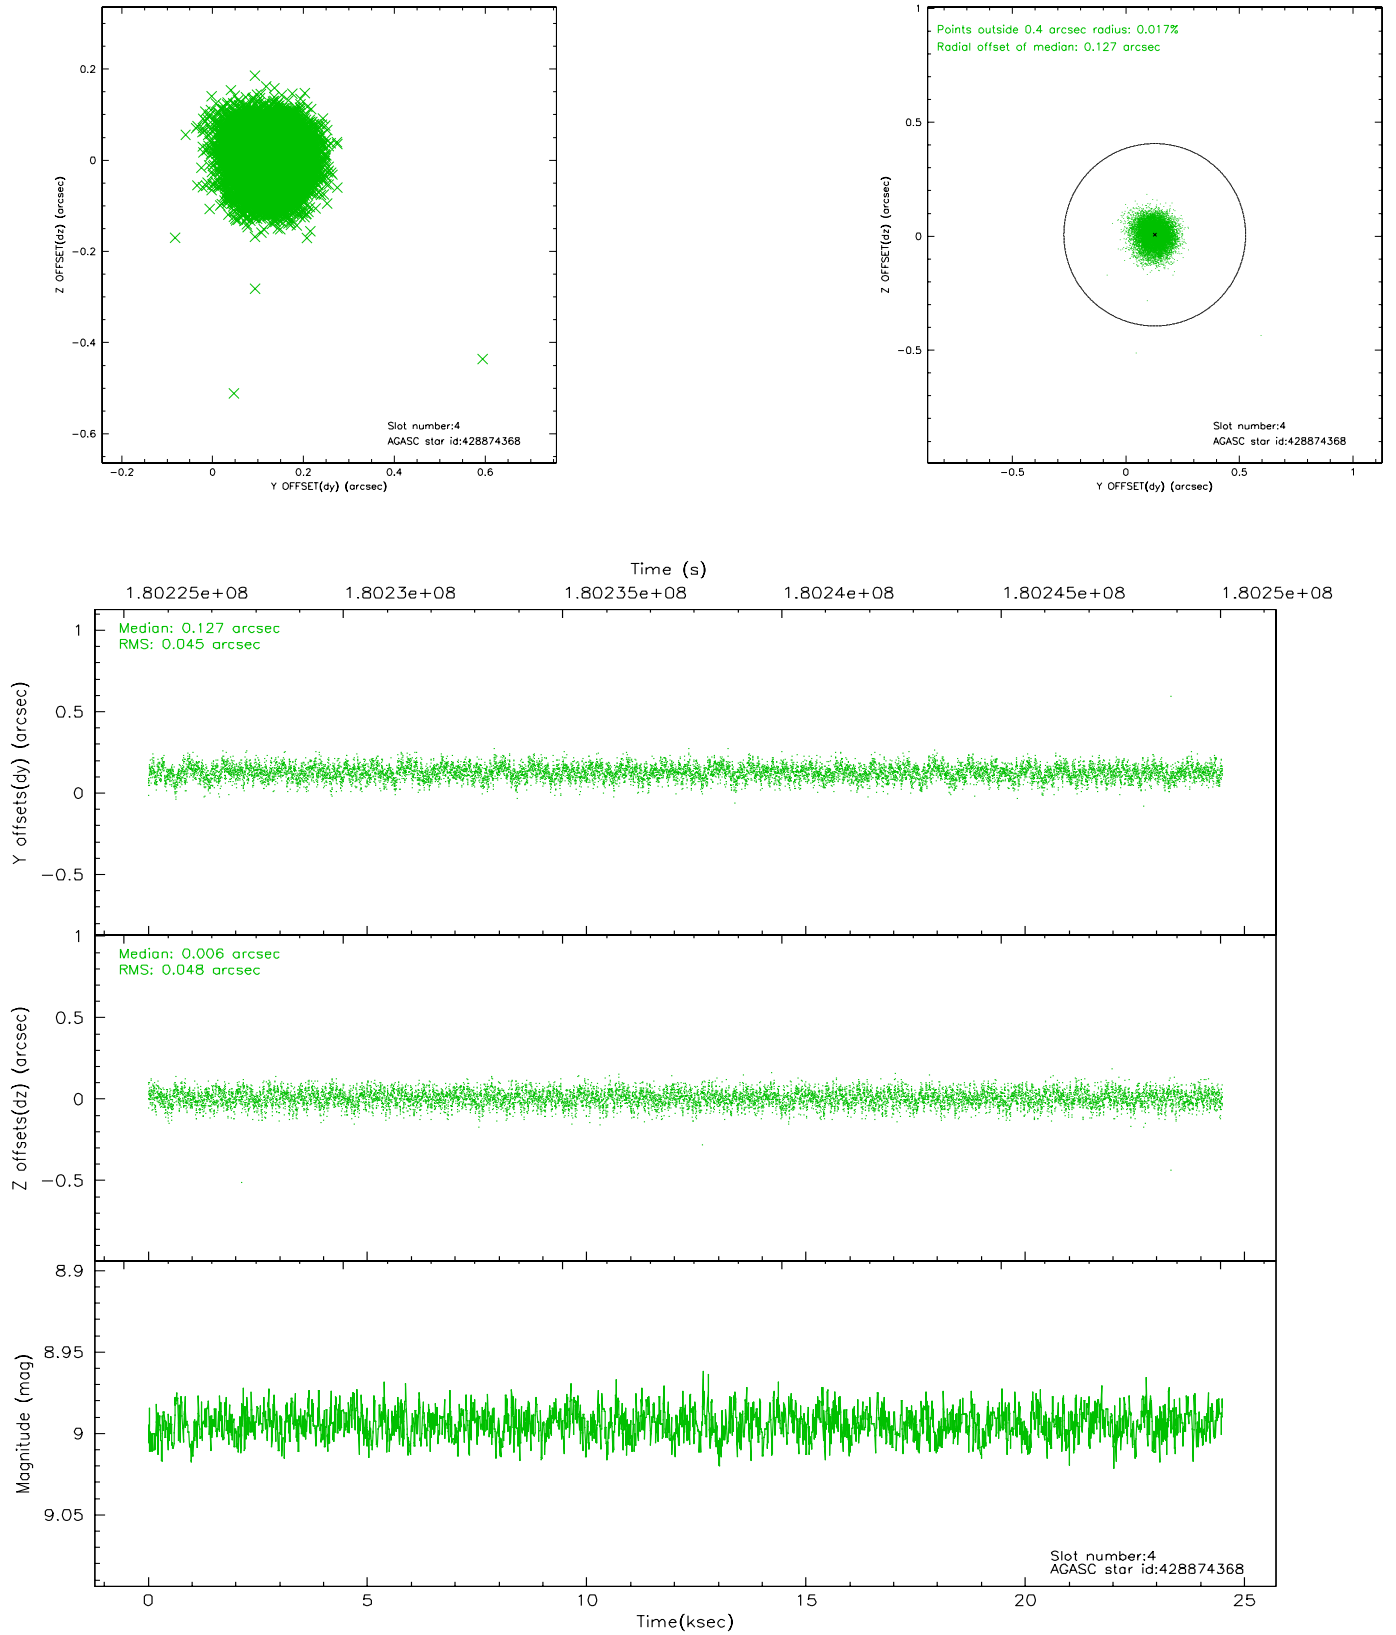 0.2
0
-0.2
-0.4
-0.6
Z OFFSET(dz) (arcsec)
Slot number:4
AGASC star id:428874368
-0.2
0
0.2
0.4
0.6
Y OFFSET(dy) (arcsec)
Points outside 0.4 arcsec radius: 0.017%
Radial offset of median: 0.127 arcsec
1
0.5
0
-0.5
Z OFFSET(dz) (arcsec)
Slot number:4
AGASC star id:428874368
-0.5
0
0.5
1
Y OFFSET(dy) (arcsec)
Time (s)
1.80225e+08
1.8023e+08
1.80235e+08
1.8024e+08
1.80245e+08
1.8025e+08
Median: 0.127 arcsec
RMS: 0.045 arcsec
1
0.5
0
-0.5
Y offsets(dy) (arcsec)
Median: 0.006 arcsec
RMS: 0.048 arcsec
1
0.5
0
-0.5
Z offsets(dz) (arcsec)
8.9
8.95
9
9.05
Magnitude (mag)
Slot number:4
AGASC star id:428874368
0
5
10
15
20
25
Time(ksec)